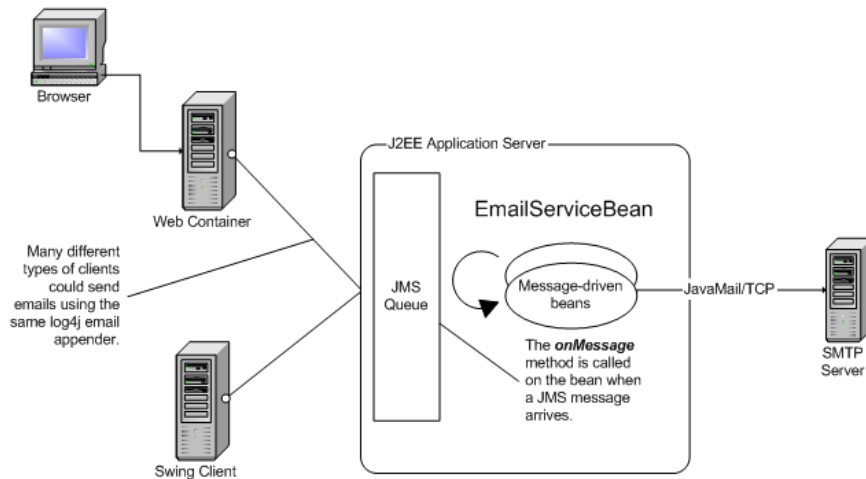 Browser
Web Container
Many different
types of clients
could send
emails using the
same log4j email
appender.
Swing Client
J2EE Application Server
JMS
Queue
EmailServiceBean
Message-driven
beans
The onMessage
method is called
on the bean when
a JMS message
arrives.
JavaMail/TCP
SMTP
Server